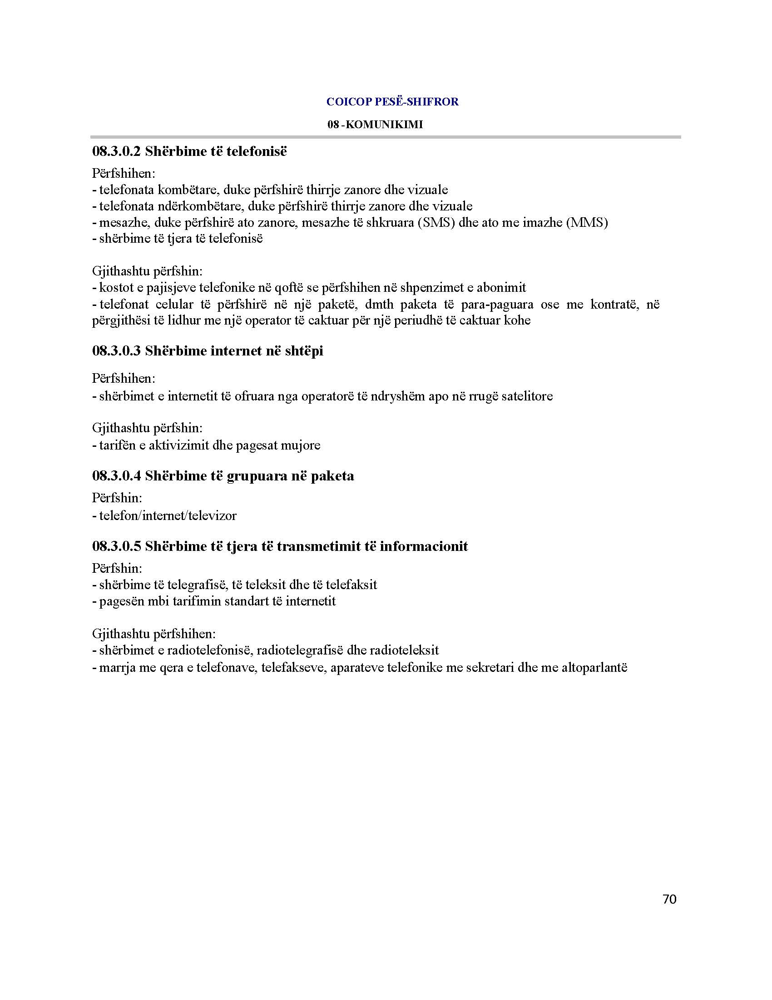 COICOP PESË-SHIFROR
08 -KOMUNIKIMI
08.3.0.2 Shërbime të telefonisë
Përfshihen:
- telefonata kombëtare, duke përfshirë thirrje zanore dhe vizuale
- telefonata ndërkombëtare, duke përfshirë thirrje zanore dhe vizuale
- mesazhe, duke përfshirë ato zanore, mesazhe të shkruara (SMS) dhe ato me imazhe (MMS)
- shërbime të tjera të telefonisë
Gjithashtu përfshin:
- kostot e pajisjeve telefonike në qoftë se përfshihen në shpenzimet e abonimit
- telefonat celular të përfshirë në një paketë, dmth paketa të para-paguara ose me kontratë, në
përgjithësi të lidhur me një operator të caktuar për një periudhë të caktuar kohe
08.3.0.3 Shërbime internet në shtëpi
Përfshihen:
- shërbimet e internetit të ofruara nga operatorë të ndryshëm apo në rrugë satelitore
Gjithashtu përfshin:
- tarifën e aktivizimit dhe pagesat mujore
08.3.0.4 Shërbime të grupuara në paketa
Përfshin:
- telefon/internet/televizor
08.3.0.5 Shërbime të tjera të transmetimit të informacionit
Përfshin:
- shërbime të telegrafisë, të teleksit dhe të telefaksit
- pagesën mbi tarifimin standart të internetit
Gjithashtu përfshihen:
- shërbimet e radiotelefonisë, radiotelegrafisë dhe radioteleksit
- marrja me qera e telefonave, telefakseve, aparateve telefonike me sekretari dhe me altoparlantë
70